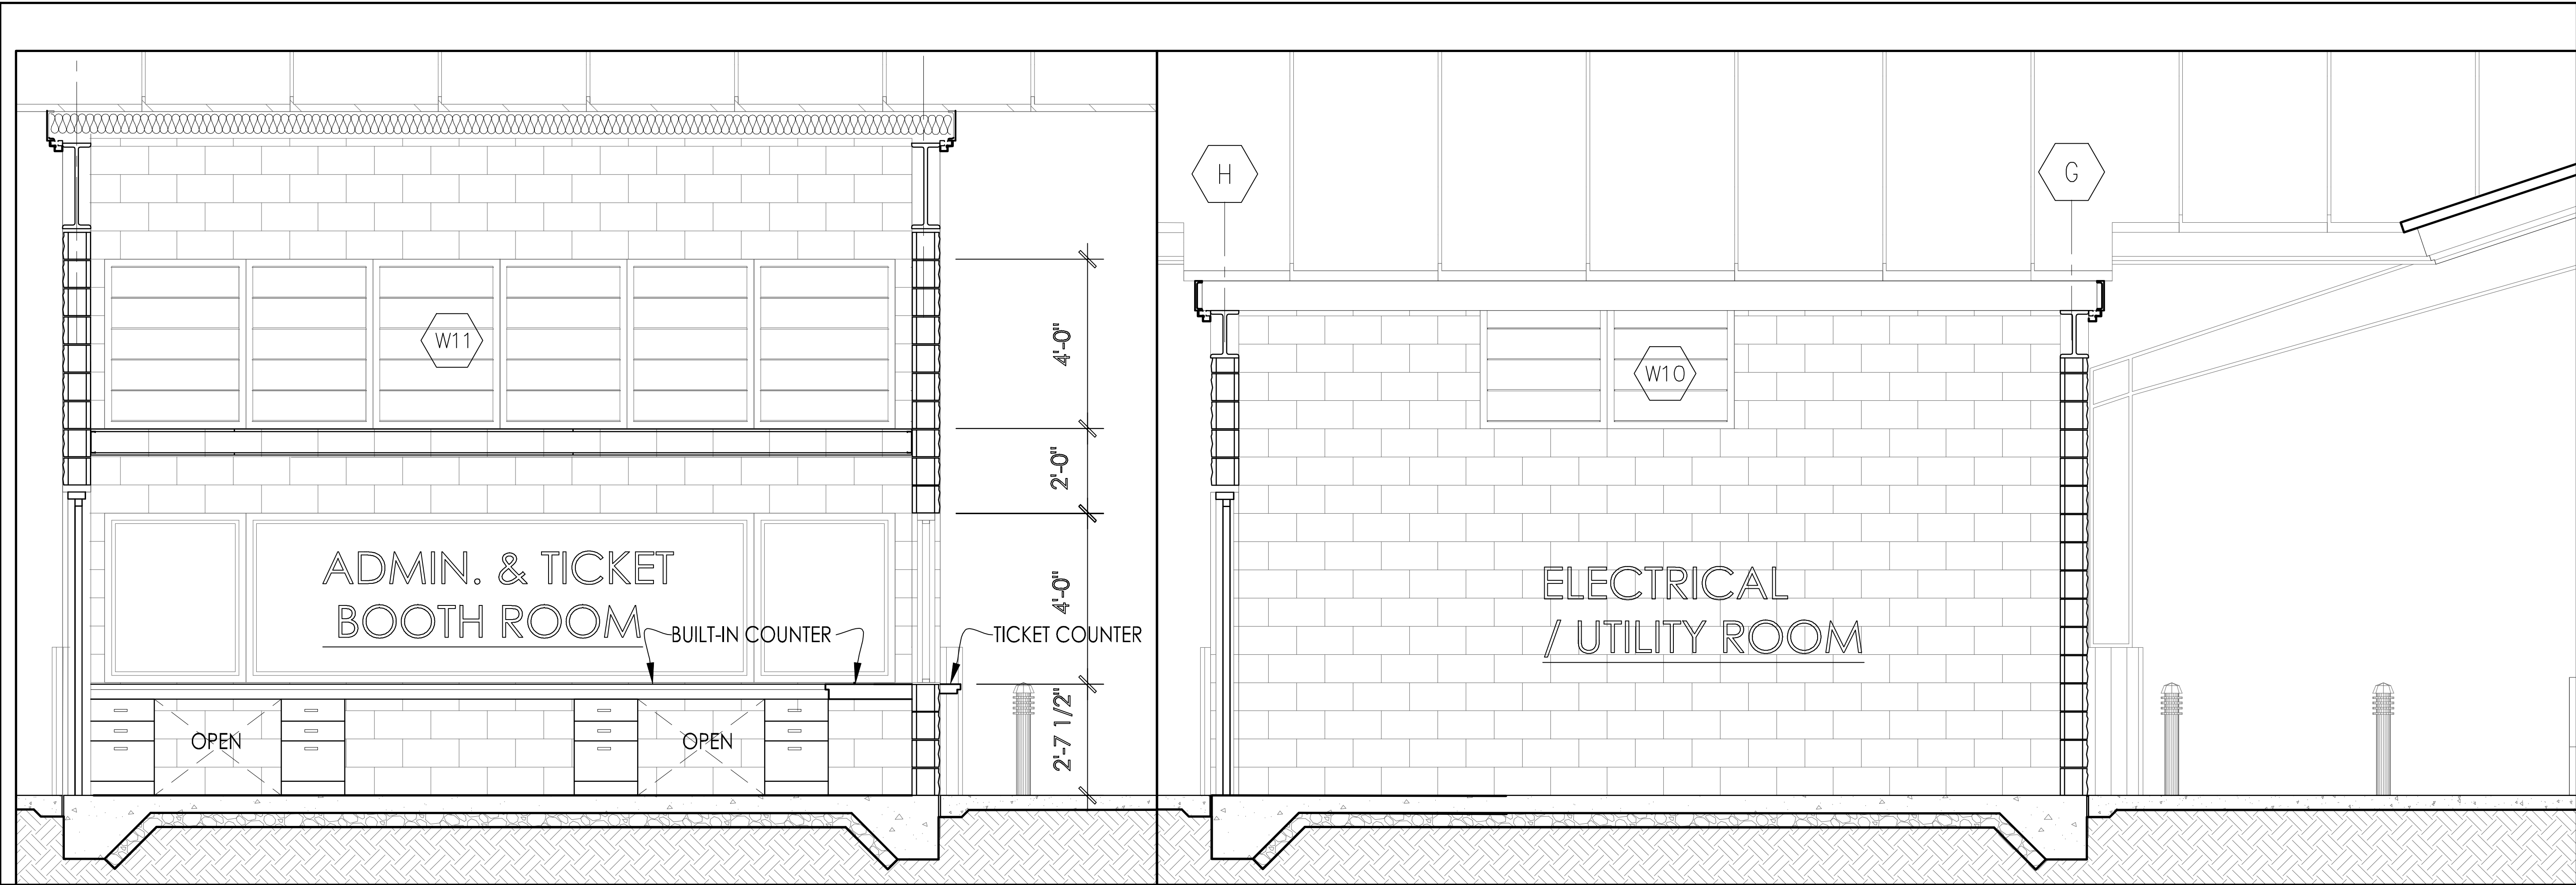 H
G
W11
4'-0"
W10
2'-0"
ADMIN. & TICKET
BOOTH ROOM
4'-0"
BUILT-IN COUNTER
TICKET COUNTER
ELECTRICAL
/ UTILITY ROOM
2'-7 1/2"
OPEN
OPEN